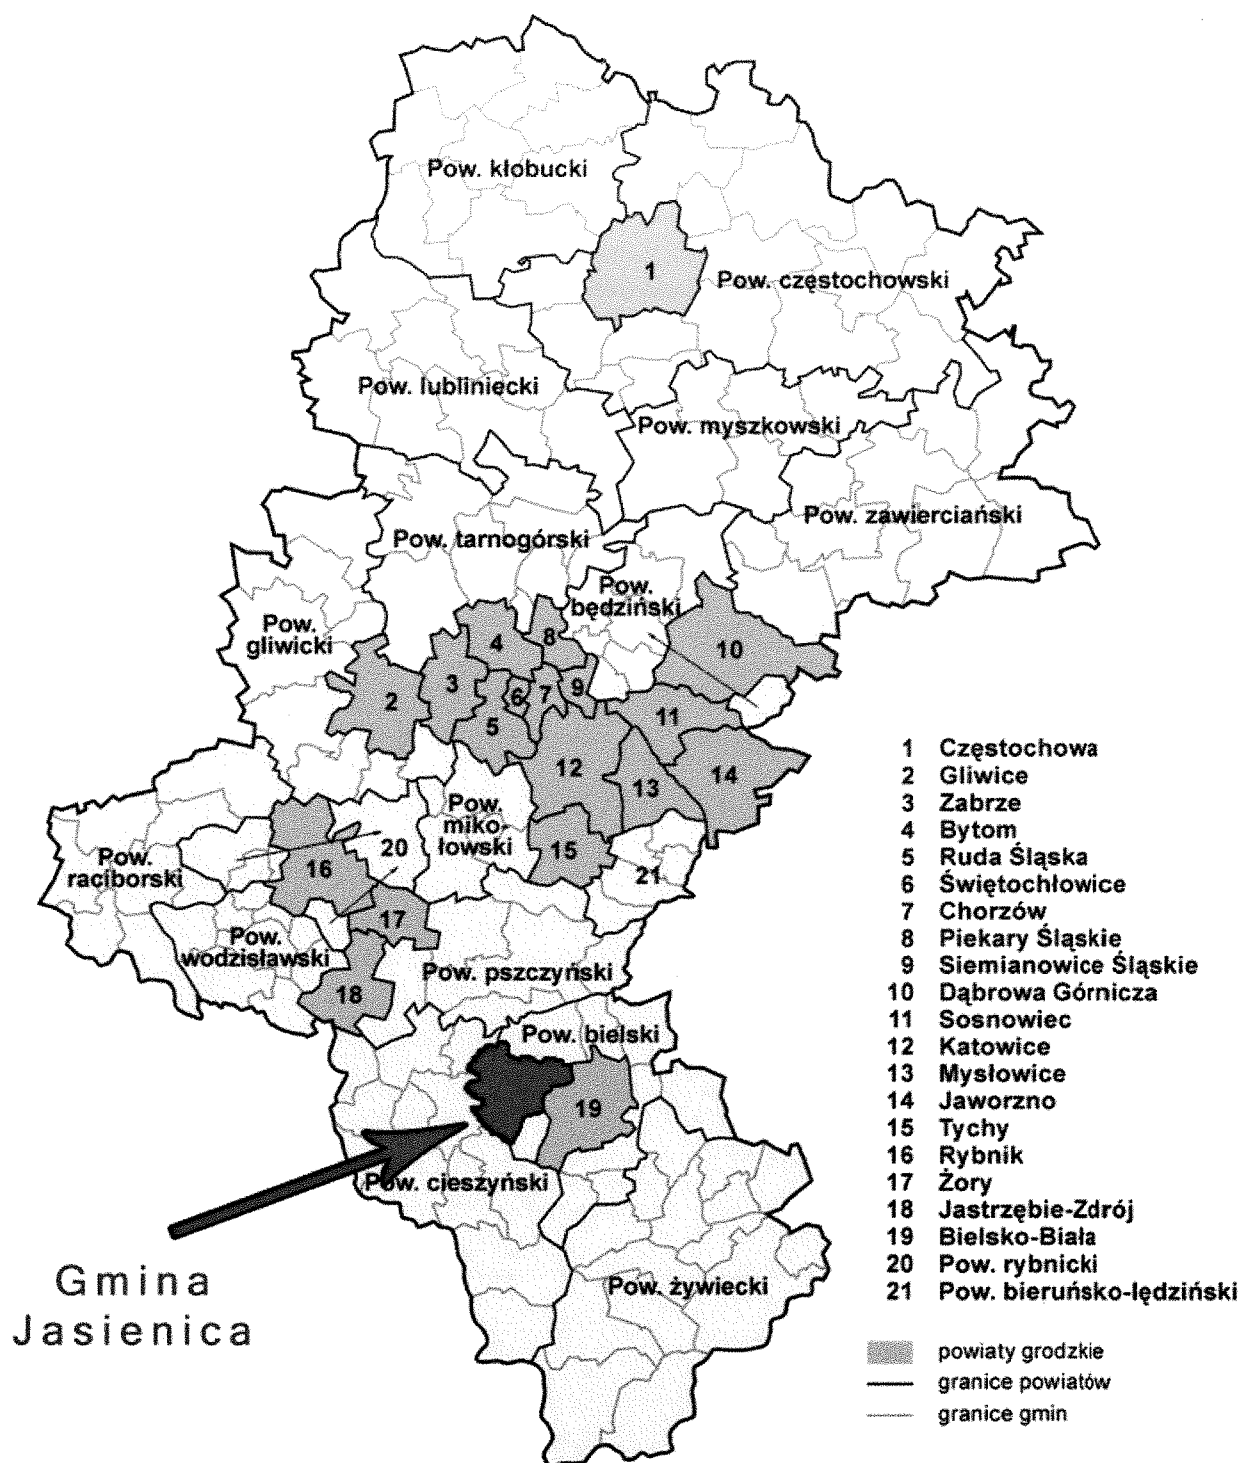 Pow. kłobucki
1
Pow. częstochowski
Pow. lubliniecki
Pow. myszkowski
Pow. zawierciański
Pow. tarnogórski
Pow.
będziński
Pow.
gliwicki
10
4
8
2
3
5
6
7
9
11
12
13
14
Pow.
miko-
łowski
20
15
21
Pow.
raciborski
16
17
Pow.
wodzisławski
18
Pow. pszczyński
Pow. bielski
19
Pow. cieszyński
Pow. żywiecki
Gmina
Jasienica
1 Częstochowa
2 Gliwice
3 Zabrze
4 Bytom
5 Ruda Śląska
6 Świętochłowice
7 Chorzów
8 Piekary Śląskie
9 Siemianowice Śląskie
10 Dąbrowa Górnicza
11 Sosnowiec
12 Katowice
13 Mysłowice
14 Jaworzno
15 Tychy
16 Rybnik
17 Żory
18 Jastrzębie-Zdrój
19 Bielsko-Biała
20 Pow. rybnicki
21 Pow. bieruńsko-lędziński
powiaty grodzkie
granice powiatów
granice gmin